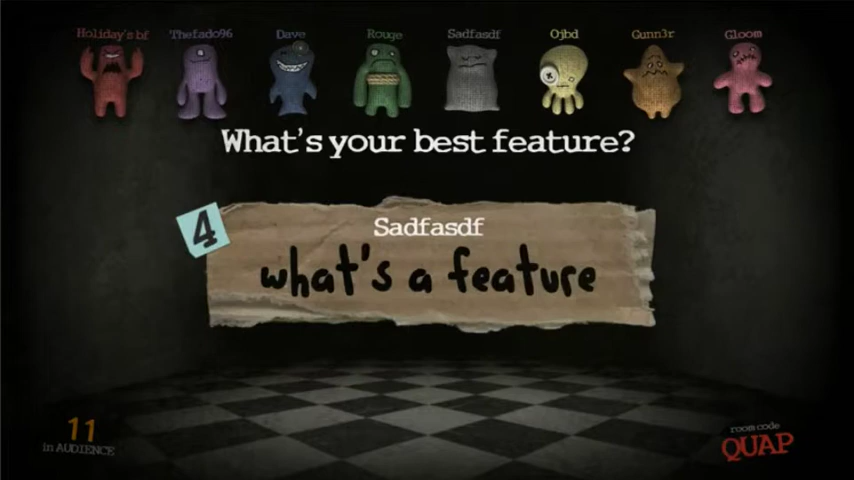 Holiday's bf Thefado96 Dave Rouge Sadfasdf Ojbd Gunn3r Gloom
What's your best feature?
4
Sadfasdf
what's a feature
11
in AUDIENCE
room code
QUAP